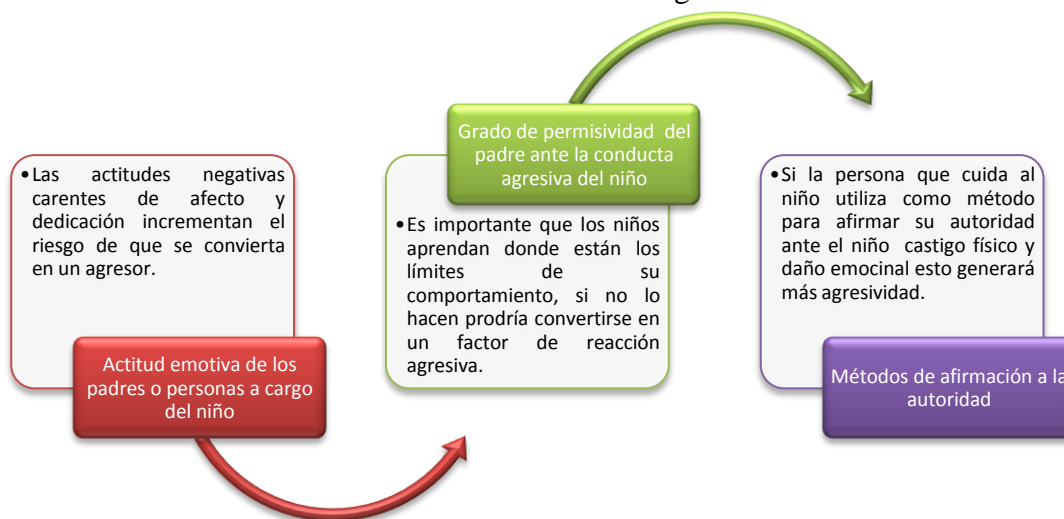 •Las actitudes negativas
carentes de afecto y
dedicación incrementan el
riesgo de que se convierta
en un agresor.
Actitud emotiva de los
padres o personas a cargo
del niño
Grado de permisividad del
padre ante la conducta
agresiva del niño
•Es importante que los niños
aprendan donde están los
límites de su
comportamiento, si no lo
hacen prodría convertirse en
un factor de reacción
agresiva.
•Si la persona que cuida al
niño utiliza como método
para afirmar su autoridad
ante el niño castigo físico y
daño emocinal esto generará
más agresividad.
Métodos de afirmación a la
autoridad